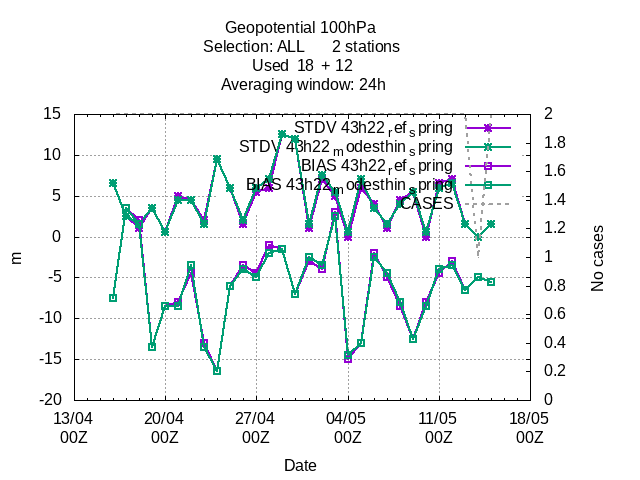 Geopotential 100hPa
Selection: ALL 2 stations
Used 18 + 12
Averaging window: 24h
STDV 43h22_ref_spring
STDV 43h22_modesthin_spring
BIAS 43h22_ref_spring
BIAS 43h22_modesthin_spring
CASES
15
10
5
0
-5
-10
-15
-20
m
2
1.8
1.6
1.4
1.2
1
0.8
0.6
0.4
0.2
0
No cases
13/04 20/04 27/04 04/05 11/05 18/05
00Z 00Z 00Z 00Z 00Z 00Z
Date